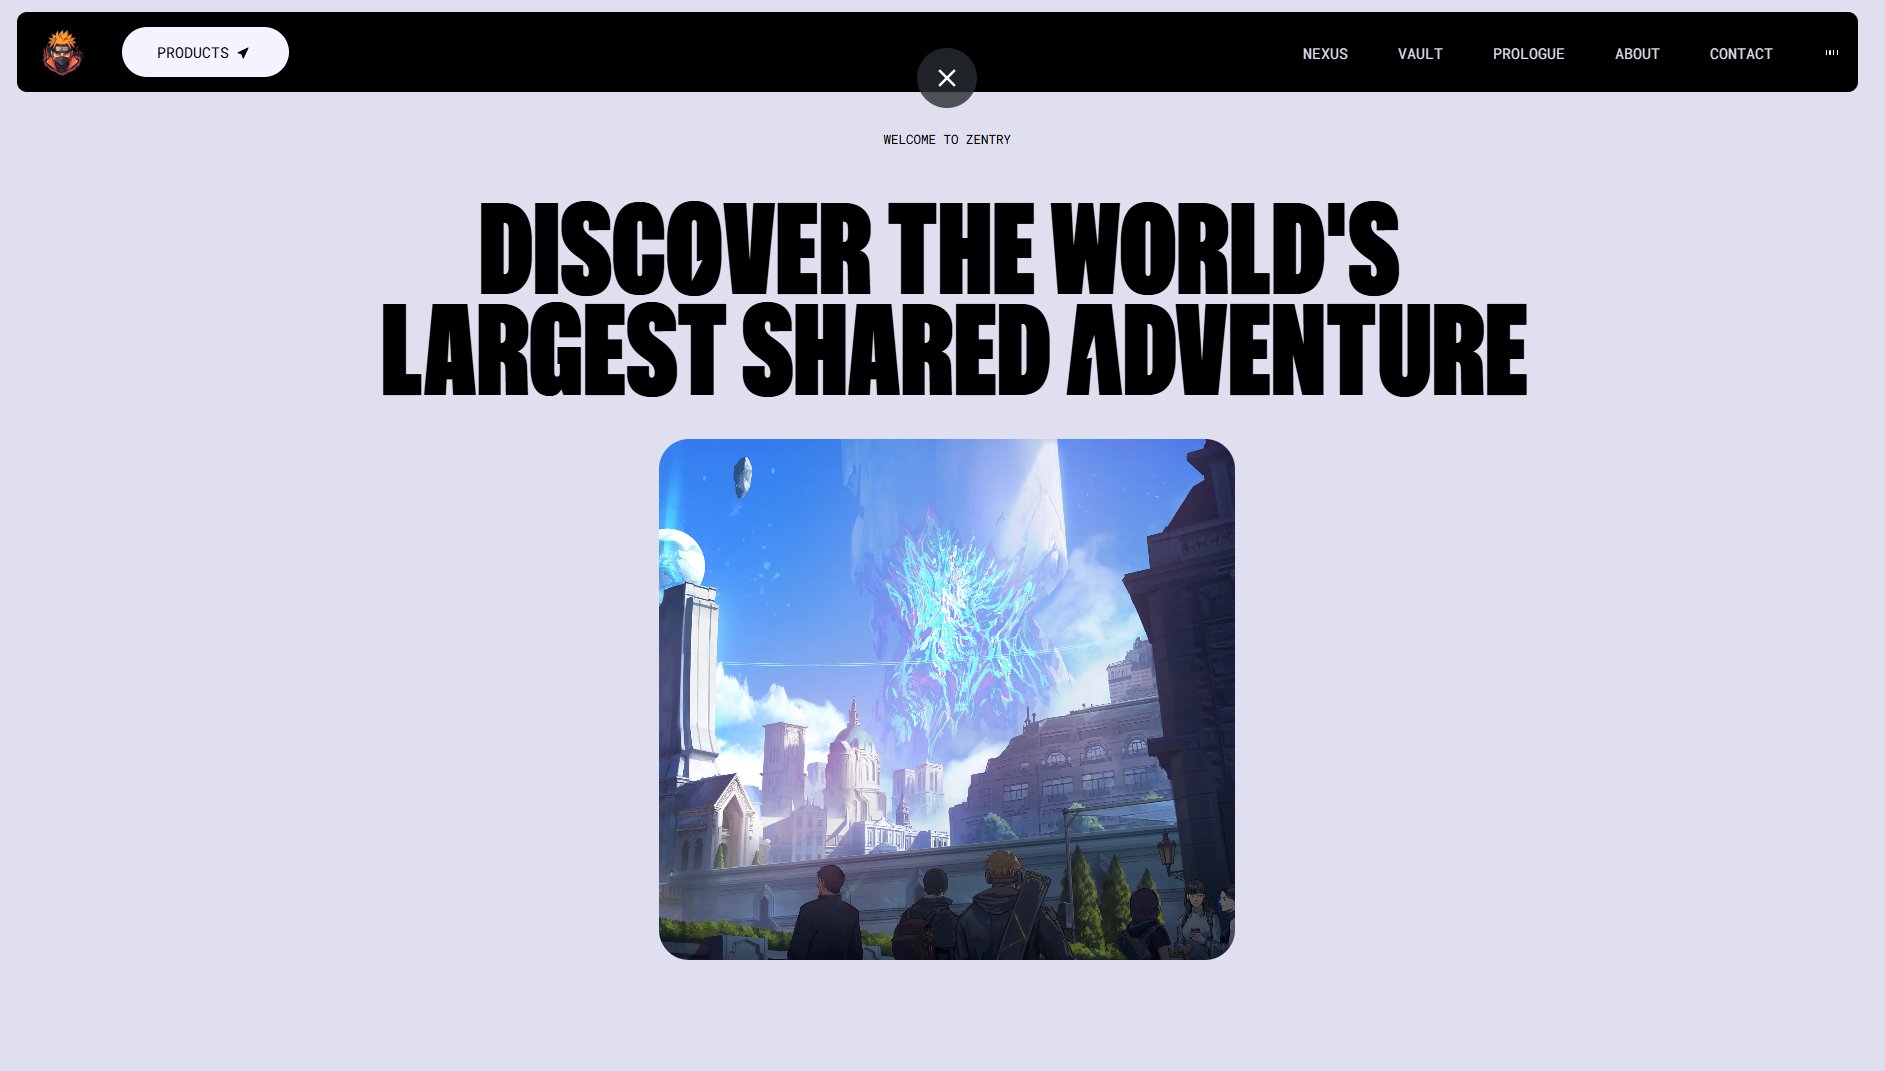 PRODUCTS
NEXUS
VAULT
PROLOGUE
ABOUT
CONTACT
WELCOME TO ZENTRY
DISCOVER THE WORLD'S
LARGEST SHARED ADVENTURE